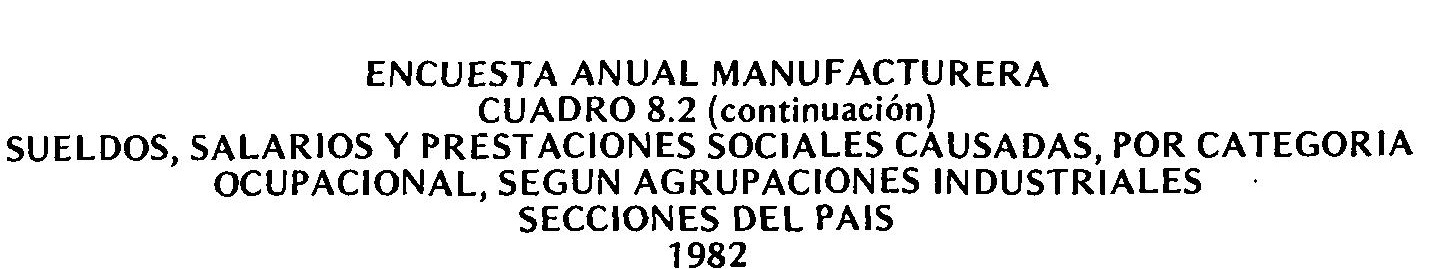 ENCUESTA ANUAL MANUFACTURERA
CUADRO 8.2 (continuación)
SUELDOS, SALARIOS Y PRESTACIONES SOCIALES CAUSADAS, POR CATEGORIA
OCUPACIONAL, SEGUN AGRUPACIONES INDUSTRIALES
SECCIONES DEL PAIS
1982